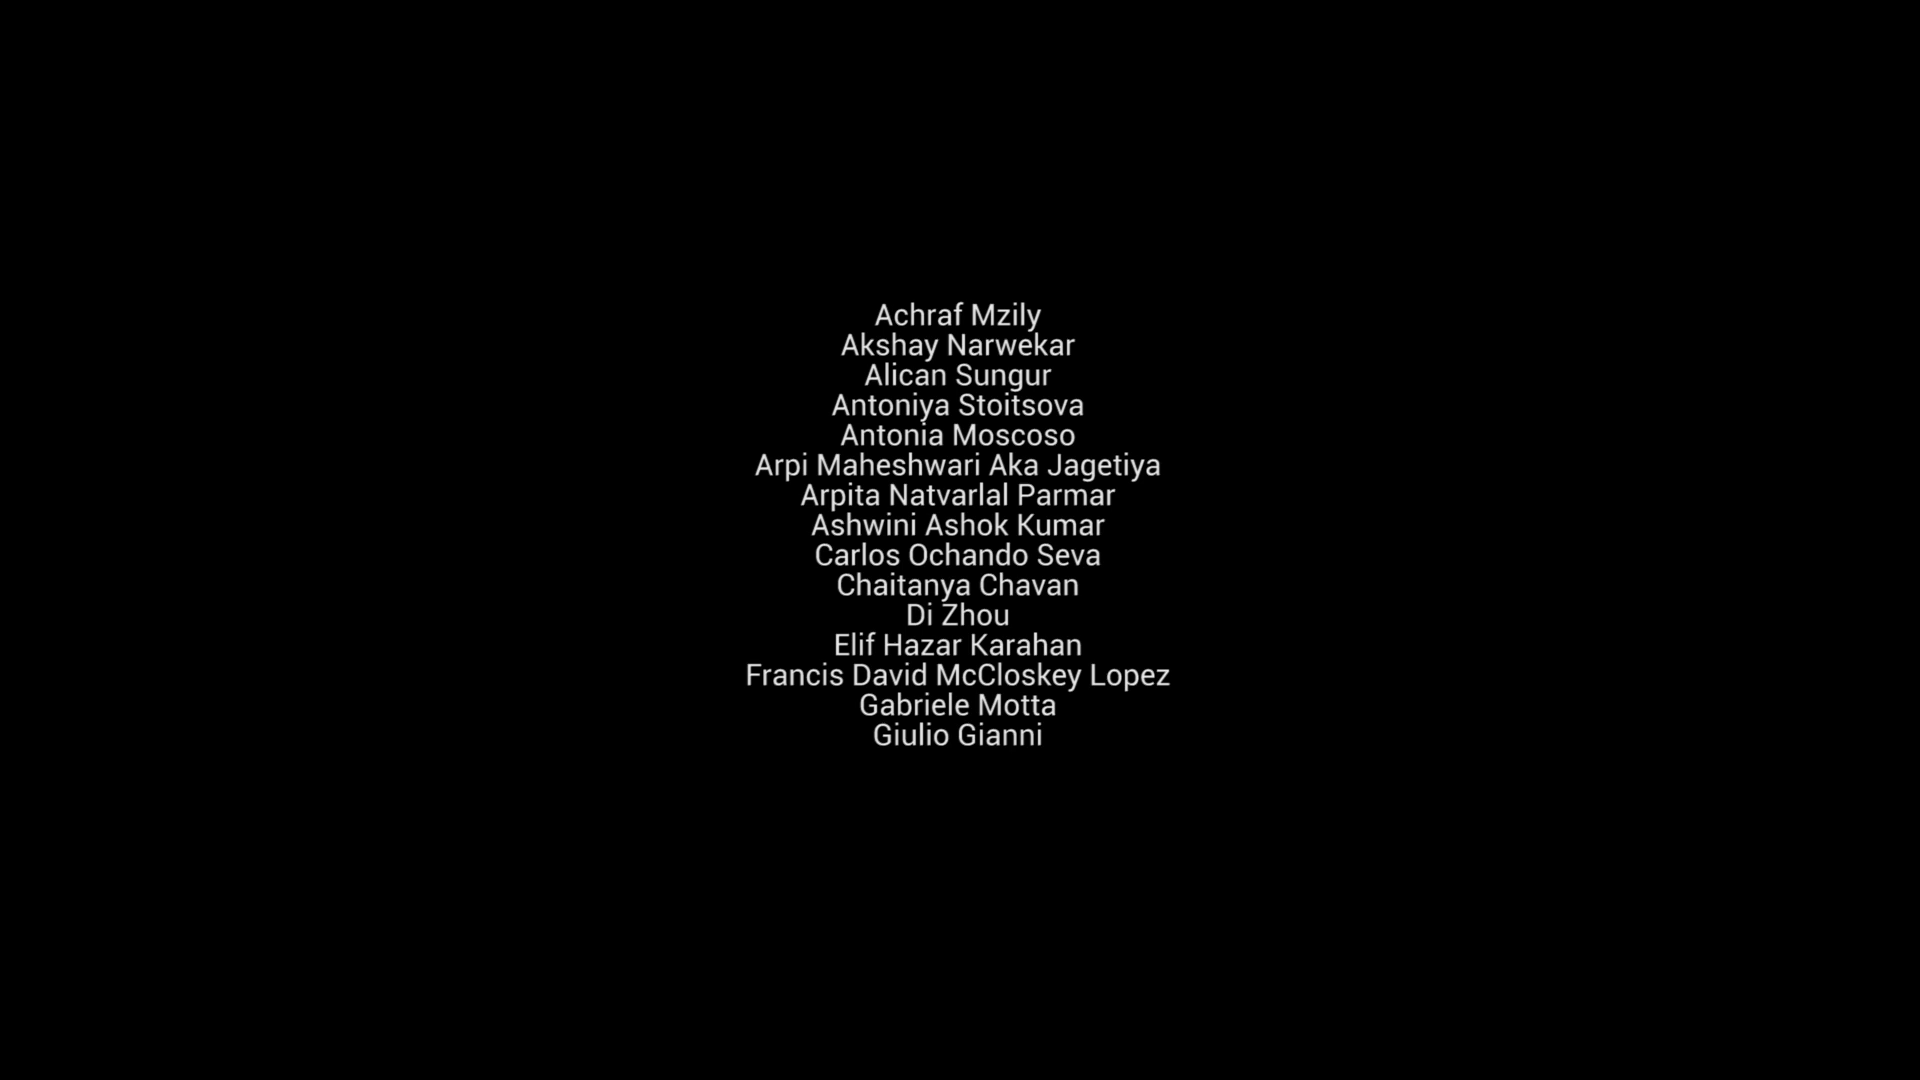 Achraf Mzily
Akshay Narwekar
Alican Sungur
Antoniya Stoitsova
Antonia Moscoso
Arpi Maheshwari Aka Jagetiya
Arpita Natvarlal Parmar
Ashwini Ashok Kumar
Carlos Ochando Seva
Chaitanya Chavan
Di Zhou
Elif Hazar Karahan
Francis David McCloskey Lopez
Gabriele Motta
Giulio Gianni